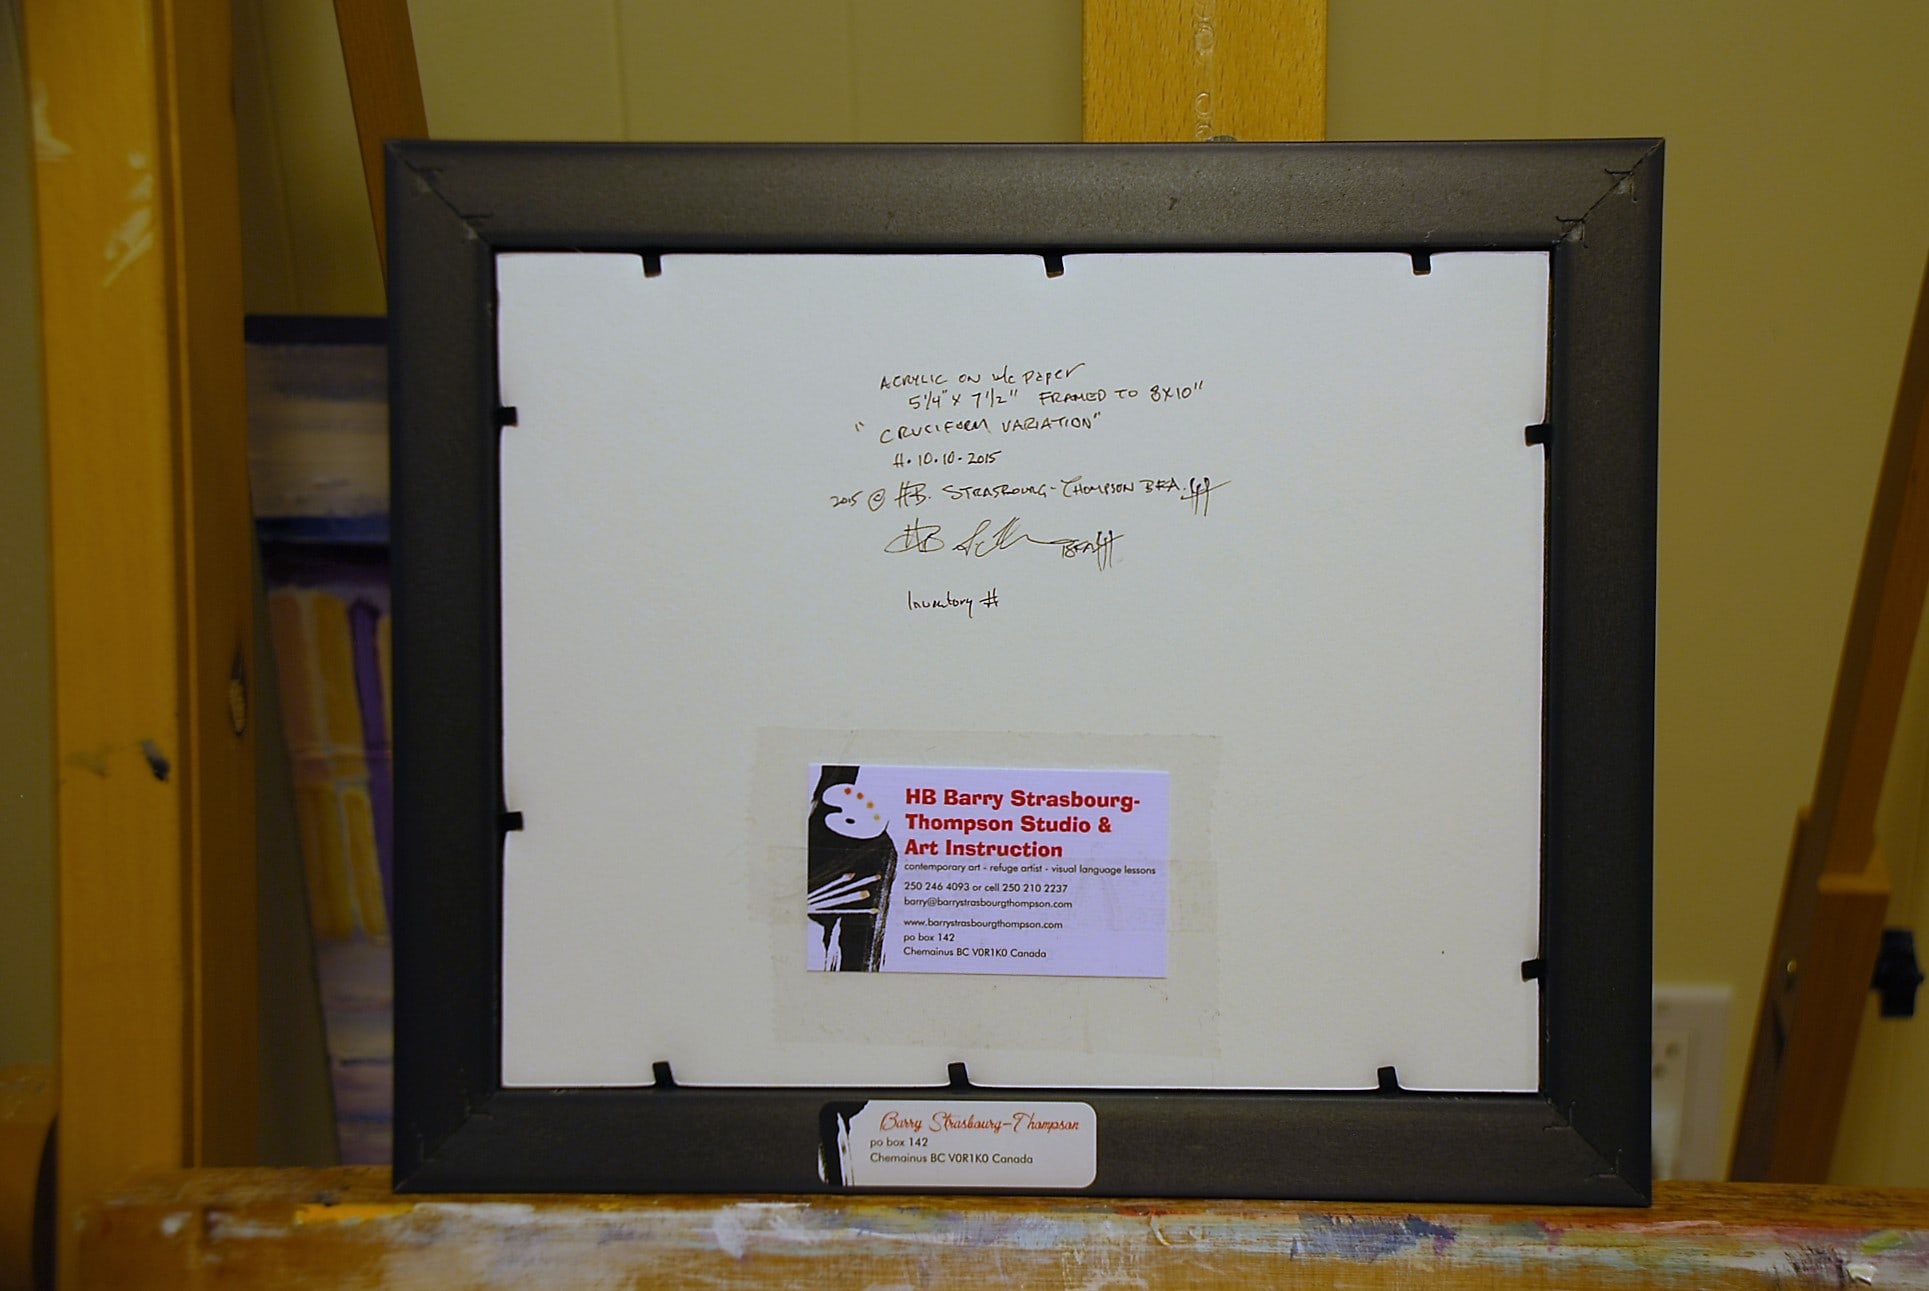 ACRYLIC ON w/c PAPER
5 1/4" x 7 1/2" FRAMED TO 8x10"
"CRUCIFORM VARIATION"
#.10.10.2015
2015 © HB. STRASBOURG-THOMPSON BFA.
HB BFA
Inventory #
HB Barry Strasbourg-
Thompson Studio &
Art Instruction
contemporary art - refuge artist - visual language lessons
250 246 4093 or cell 250 210 2237
barry@barrystrasbourgthompson.com
www.barrystrasbourgthompson.com
po box 142
Chemainus BC V0R1K0 Canada
Barry Strasbourg-Thompson
po box 142
Chemainus BC V0R1K0 Canada